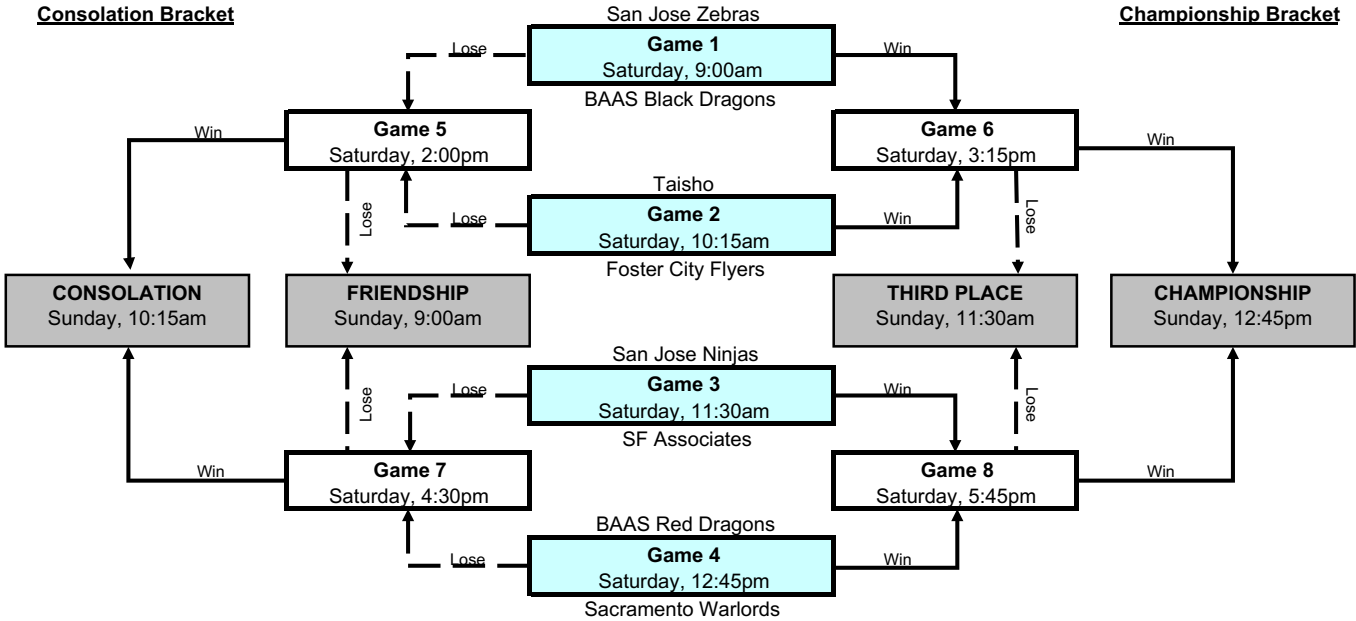 Consolation Bracket
San Jose Zebras
Championship Bracket
Lose
Game 1
Saturday, 9:00am
Win
BAAS Black Dragons
Win
Game 5
Saturday, 2:00pm
Game 6
Saturday, 3:15pm
Win
Taisho
Lose
Lose
Game 2
Saturday, 10:15am
Win
Lose
Foster City Flyers
CONSOLATION
Sunday, 10:15am
FRIENDSHIP
Sunday, 9:00am
THIRD PLACE
Sunday, 11:30am
CHAMPIONSHIP
Sunday, 12:45pm
San Jose Ninjas
Lose
Lose
Game 3
Saturday, 11:30am
Win
Lose
SF Associates
Win
Game 7
Saturday, 4:30pm
Game 8
Saturday, 5:45pm
Win
BAAS Red Dragons
Lose
Game 4
Saturday, 12:45pm
Win
Sacramento Warlords